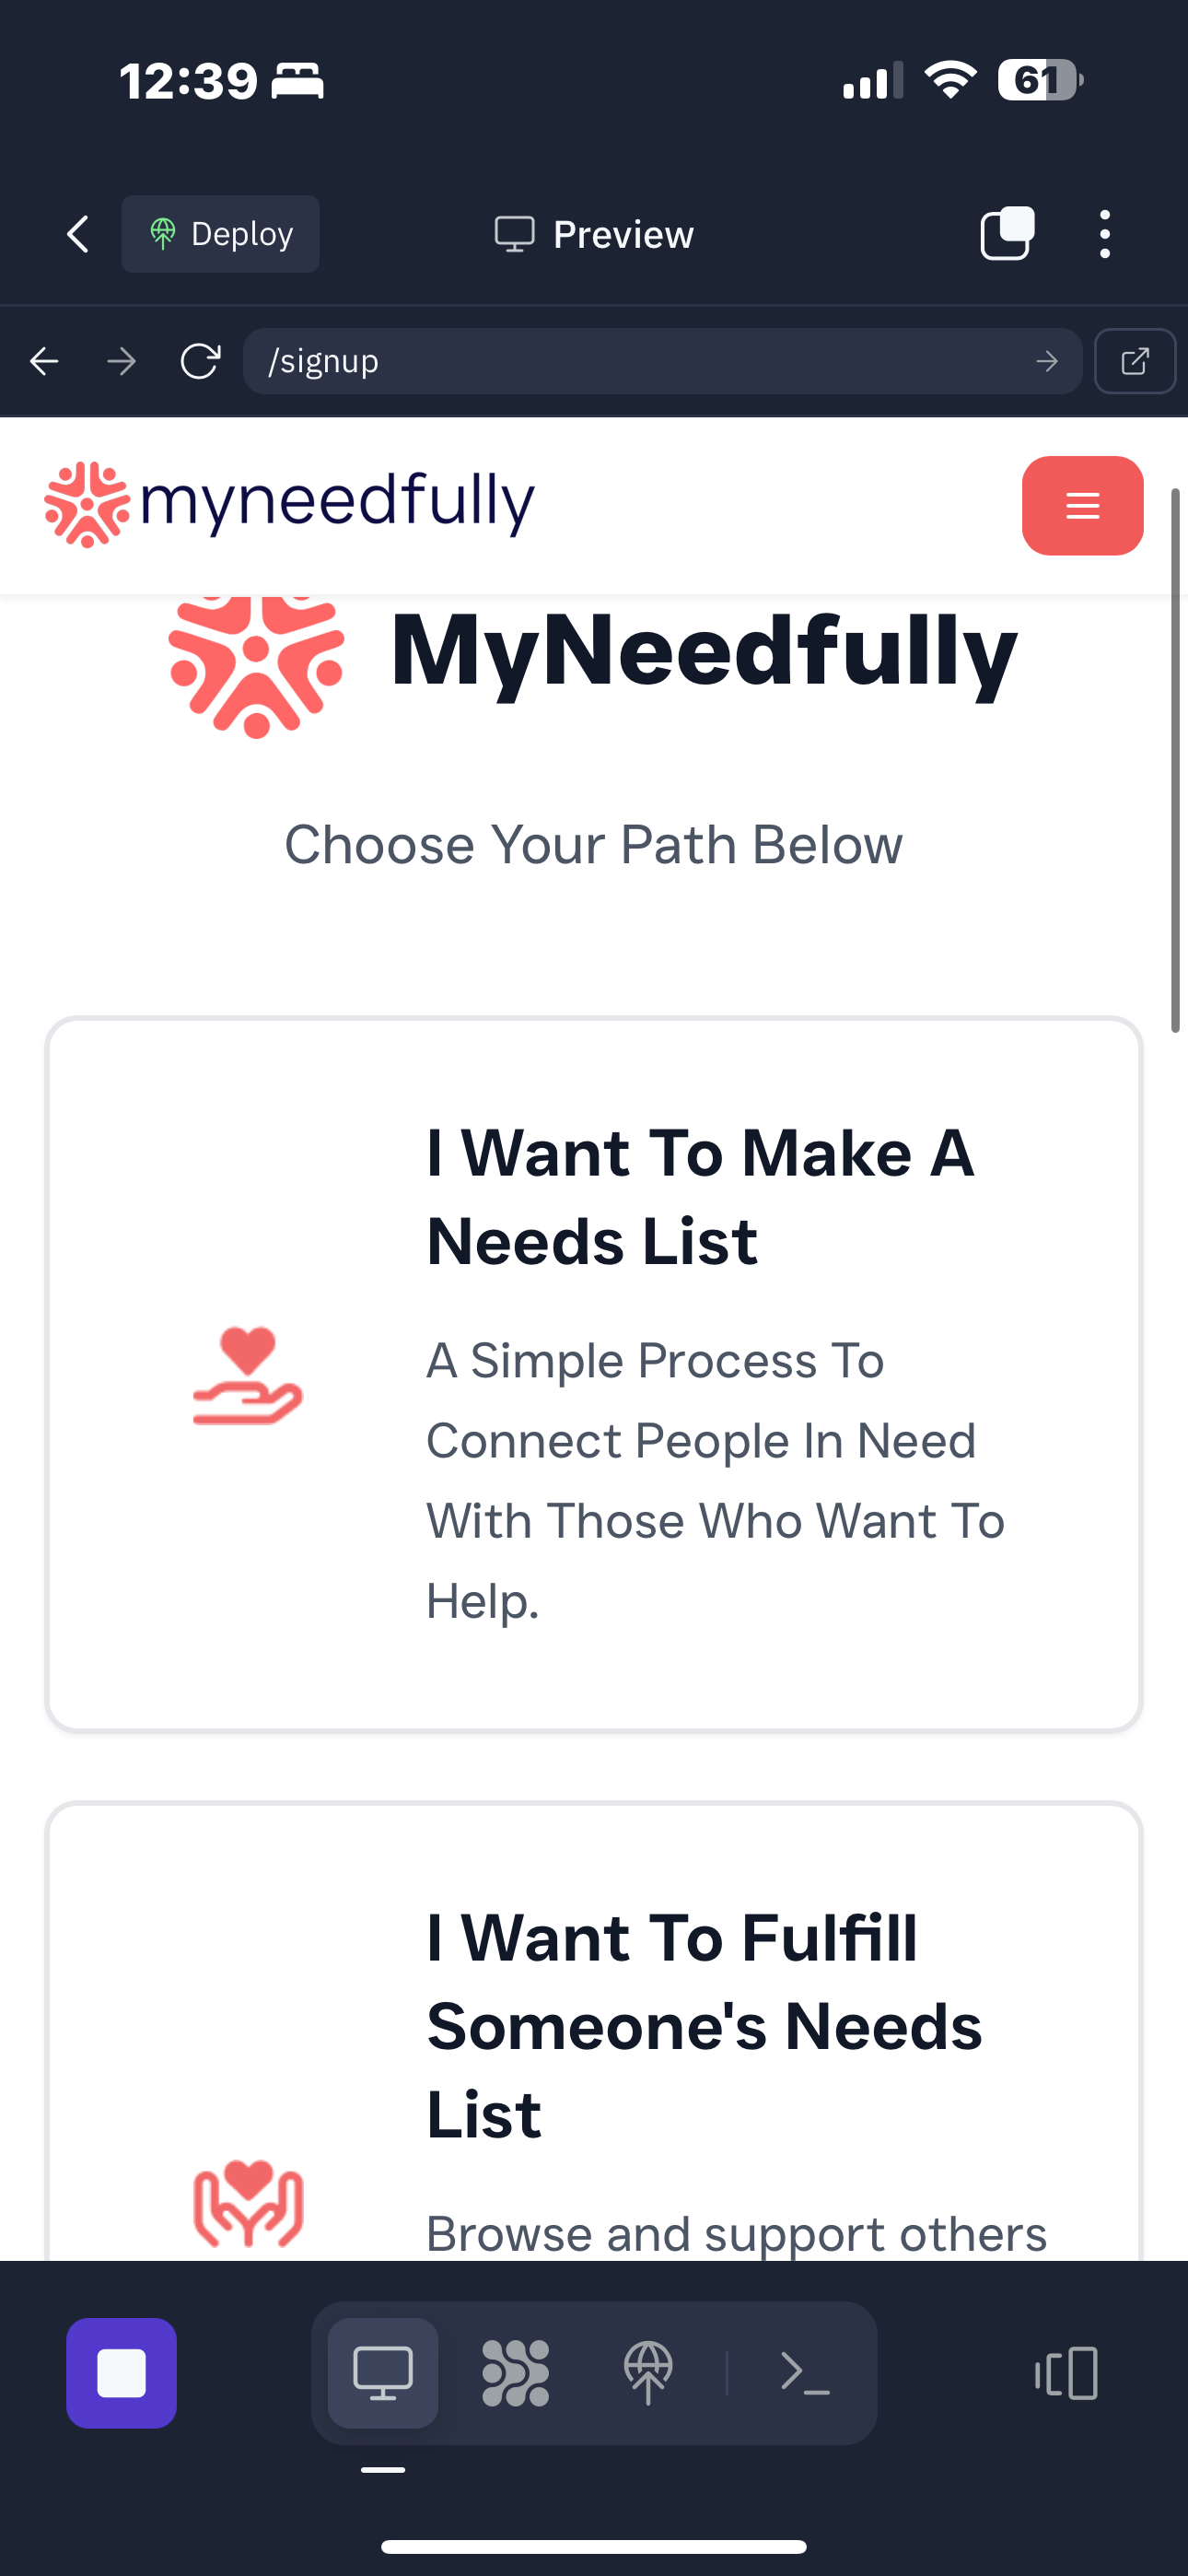 12:39
61
Deploy
Preview
/signup
myneedfully
MyNeedfully
Choose Your Path Below
I Want To Make A
Needs List
A Simple Process To
Connect People In Need
With Those Who Want To
Help.
I Want To Fulfill
Someone's Needs
List
Browse and support others